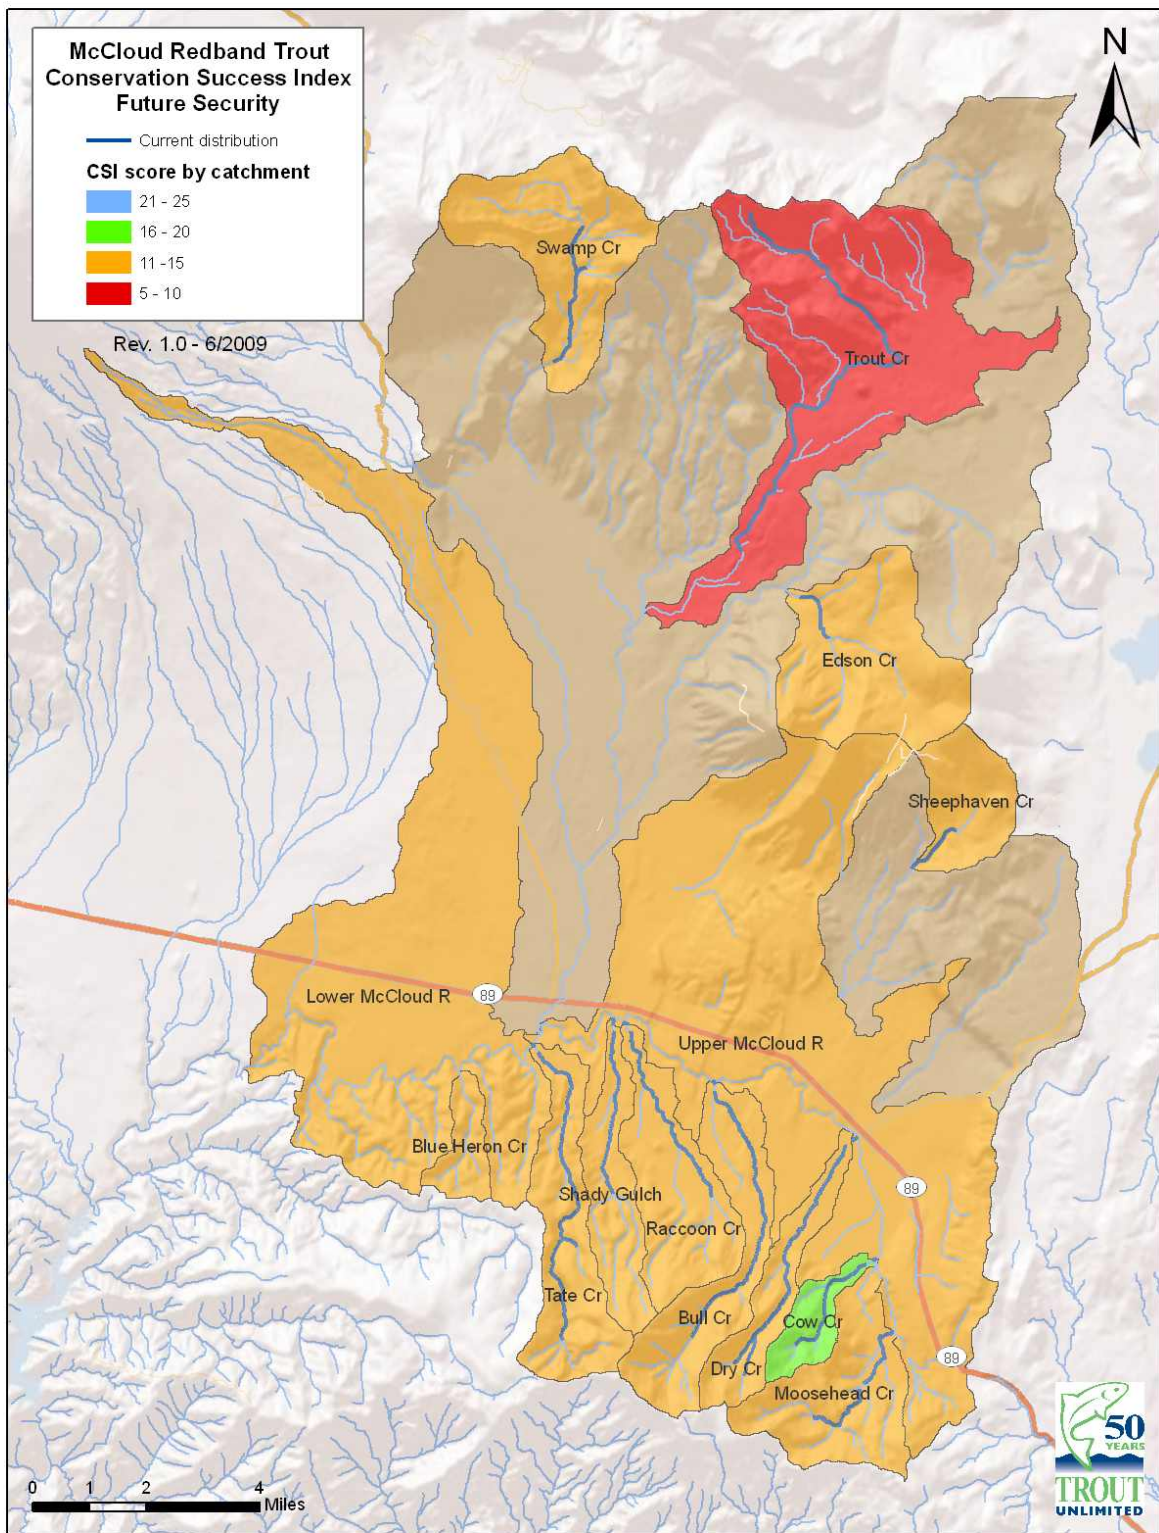 McCloud Redband Trout
Conservation Success Index
Future Security
Current distribution
CSI score by catchment
21 - 25
16 - 20
11 -15
5 - 10
Rev. 1.0 - 6/2009
N
Swamp Cr
Trout Cr
Edson Cr
Sheephaven Cr
Lower McCloud R
89
Upper McCloud R
Blue Heron Cr
Shady Gulch
89
Raccoon Cr
Tate Cr
Bull Cr
Cow Cr
89
Dry Cr
Moosehead Cr
0 1 2 4
Miles
50
YEARS
TROUT
UNLIMITED